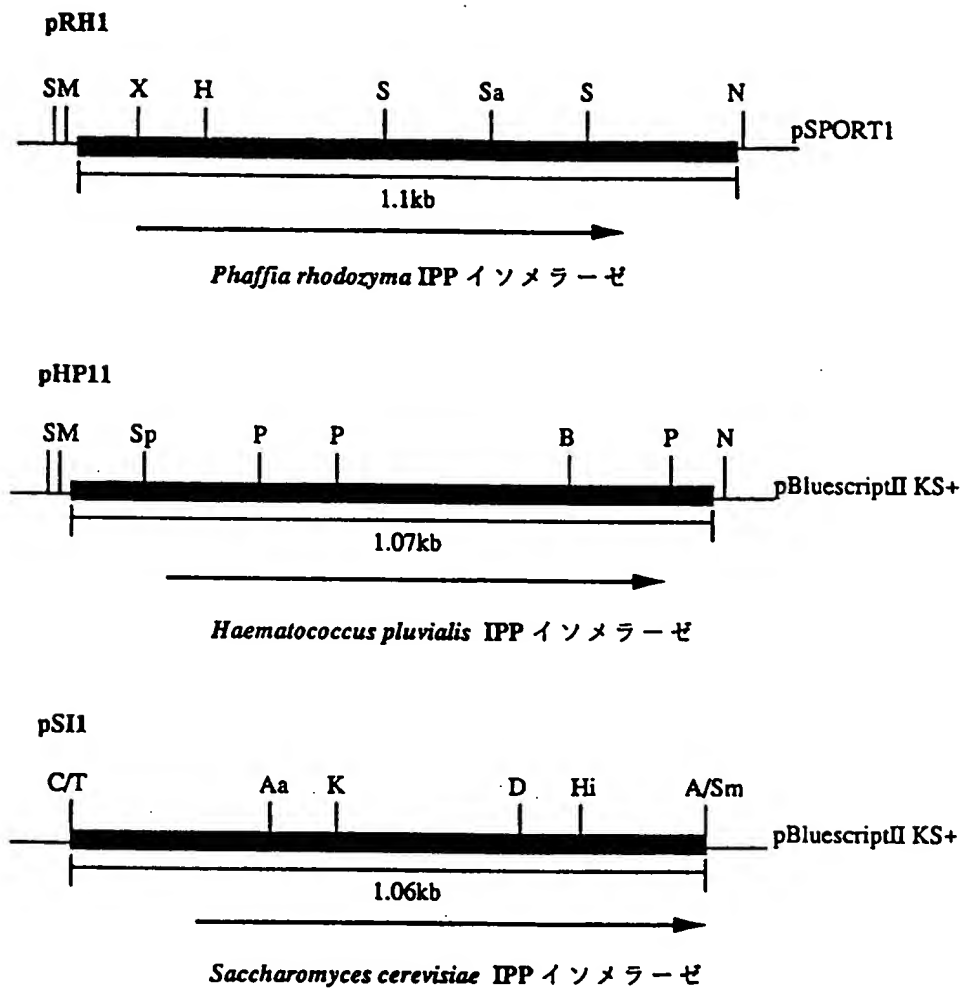 pRH1
SM X H S Sa S N
pSPORT1
1.1kb
Phaffia rhodozyma IPP イソメラーゼ
pHP11
SM Sp P P B P N
pBluescriptII KS+
1.07kb
Haematococcus pluvialis IPP イソメラーゼ
pSI1
C/T Aa K D Hi A/Sm
pBluescriptII KS+
1.06kb
Saccharomyces cerevisiae IPP イソメラーゼ